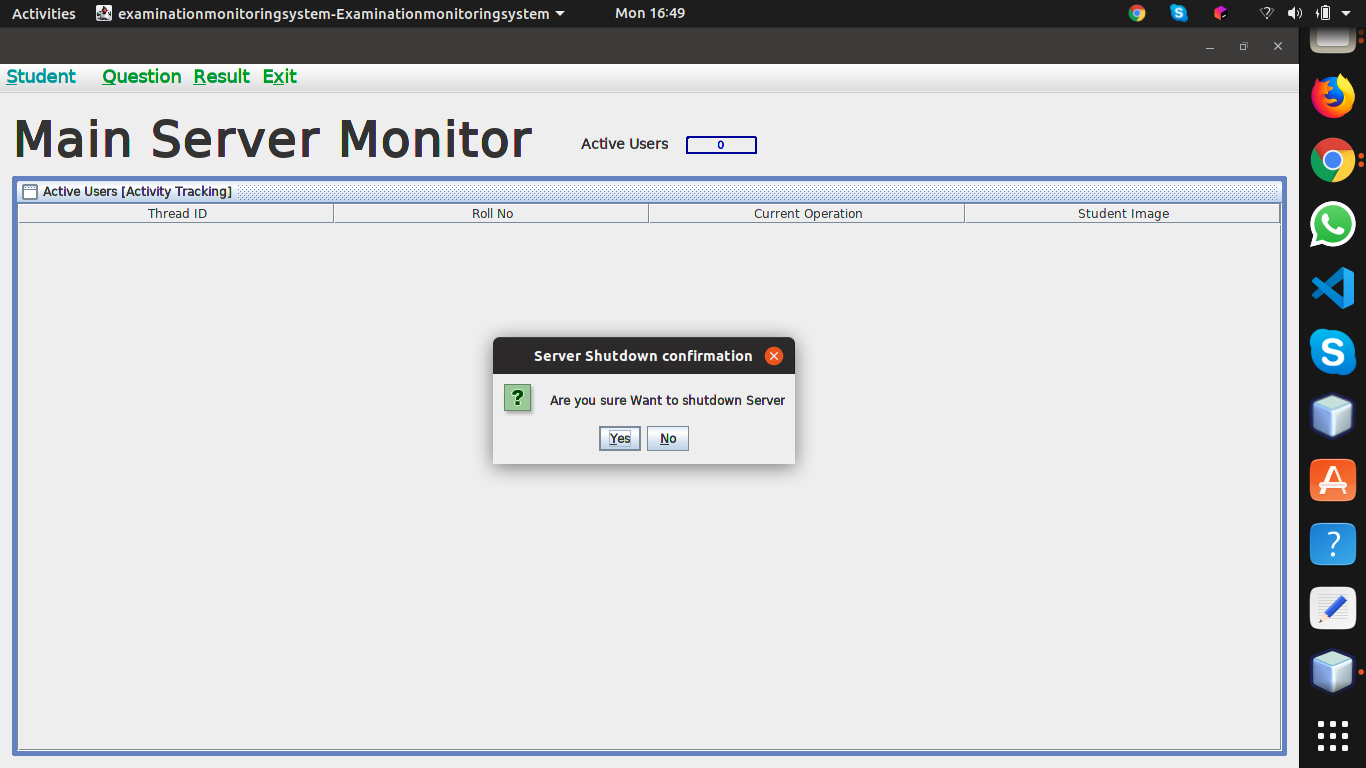 Activities examinationmonitoringsystem-Examinationmonitoringsystem Mon 16:49
Student Question Result Exit
Main Server Monitor
Active Users 0
Active Users [Activity Tracking]
Thread ID Roll No Current Operation Student Image
Server Shutdown confirmation
? Are you sure Want to shutdown Server
Yes No